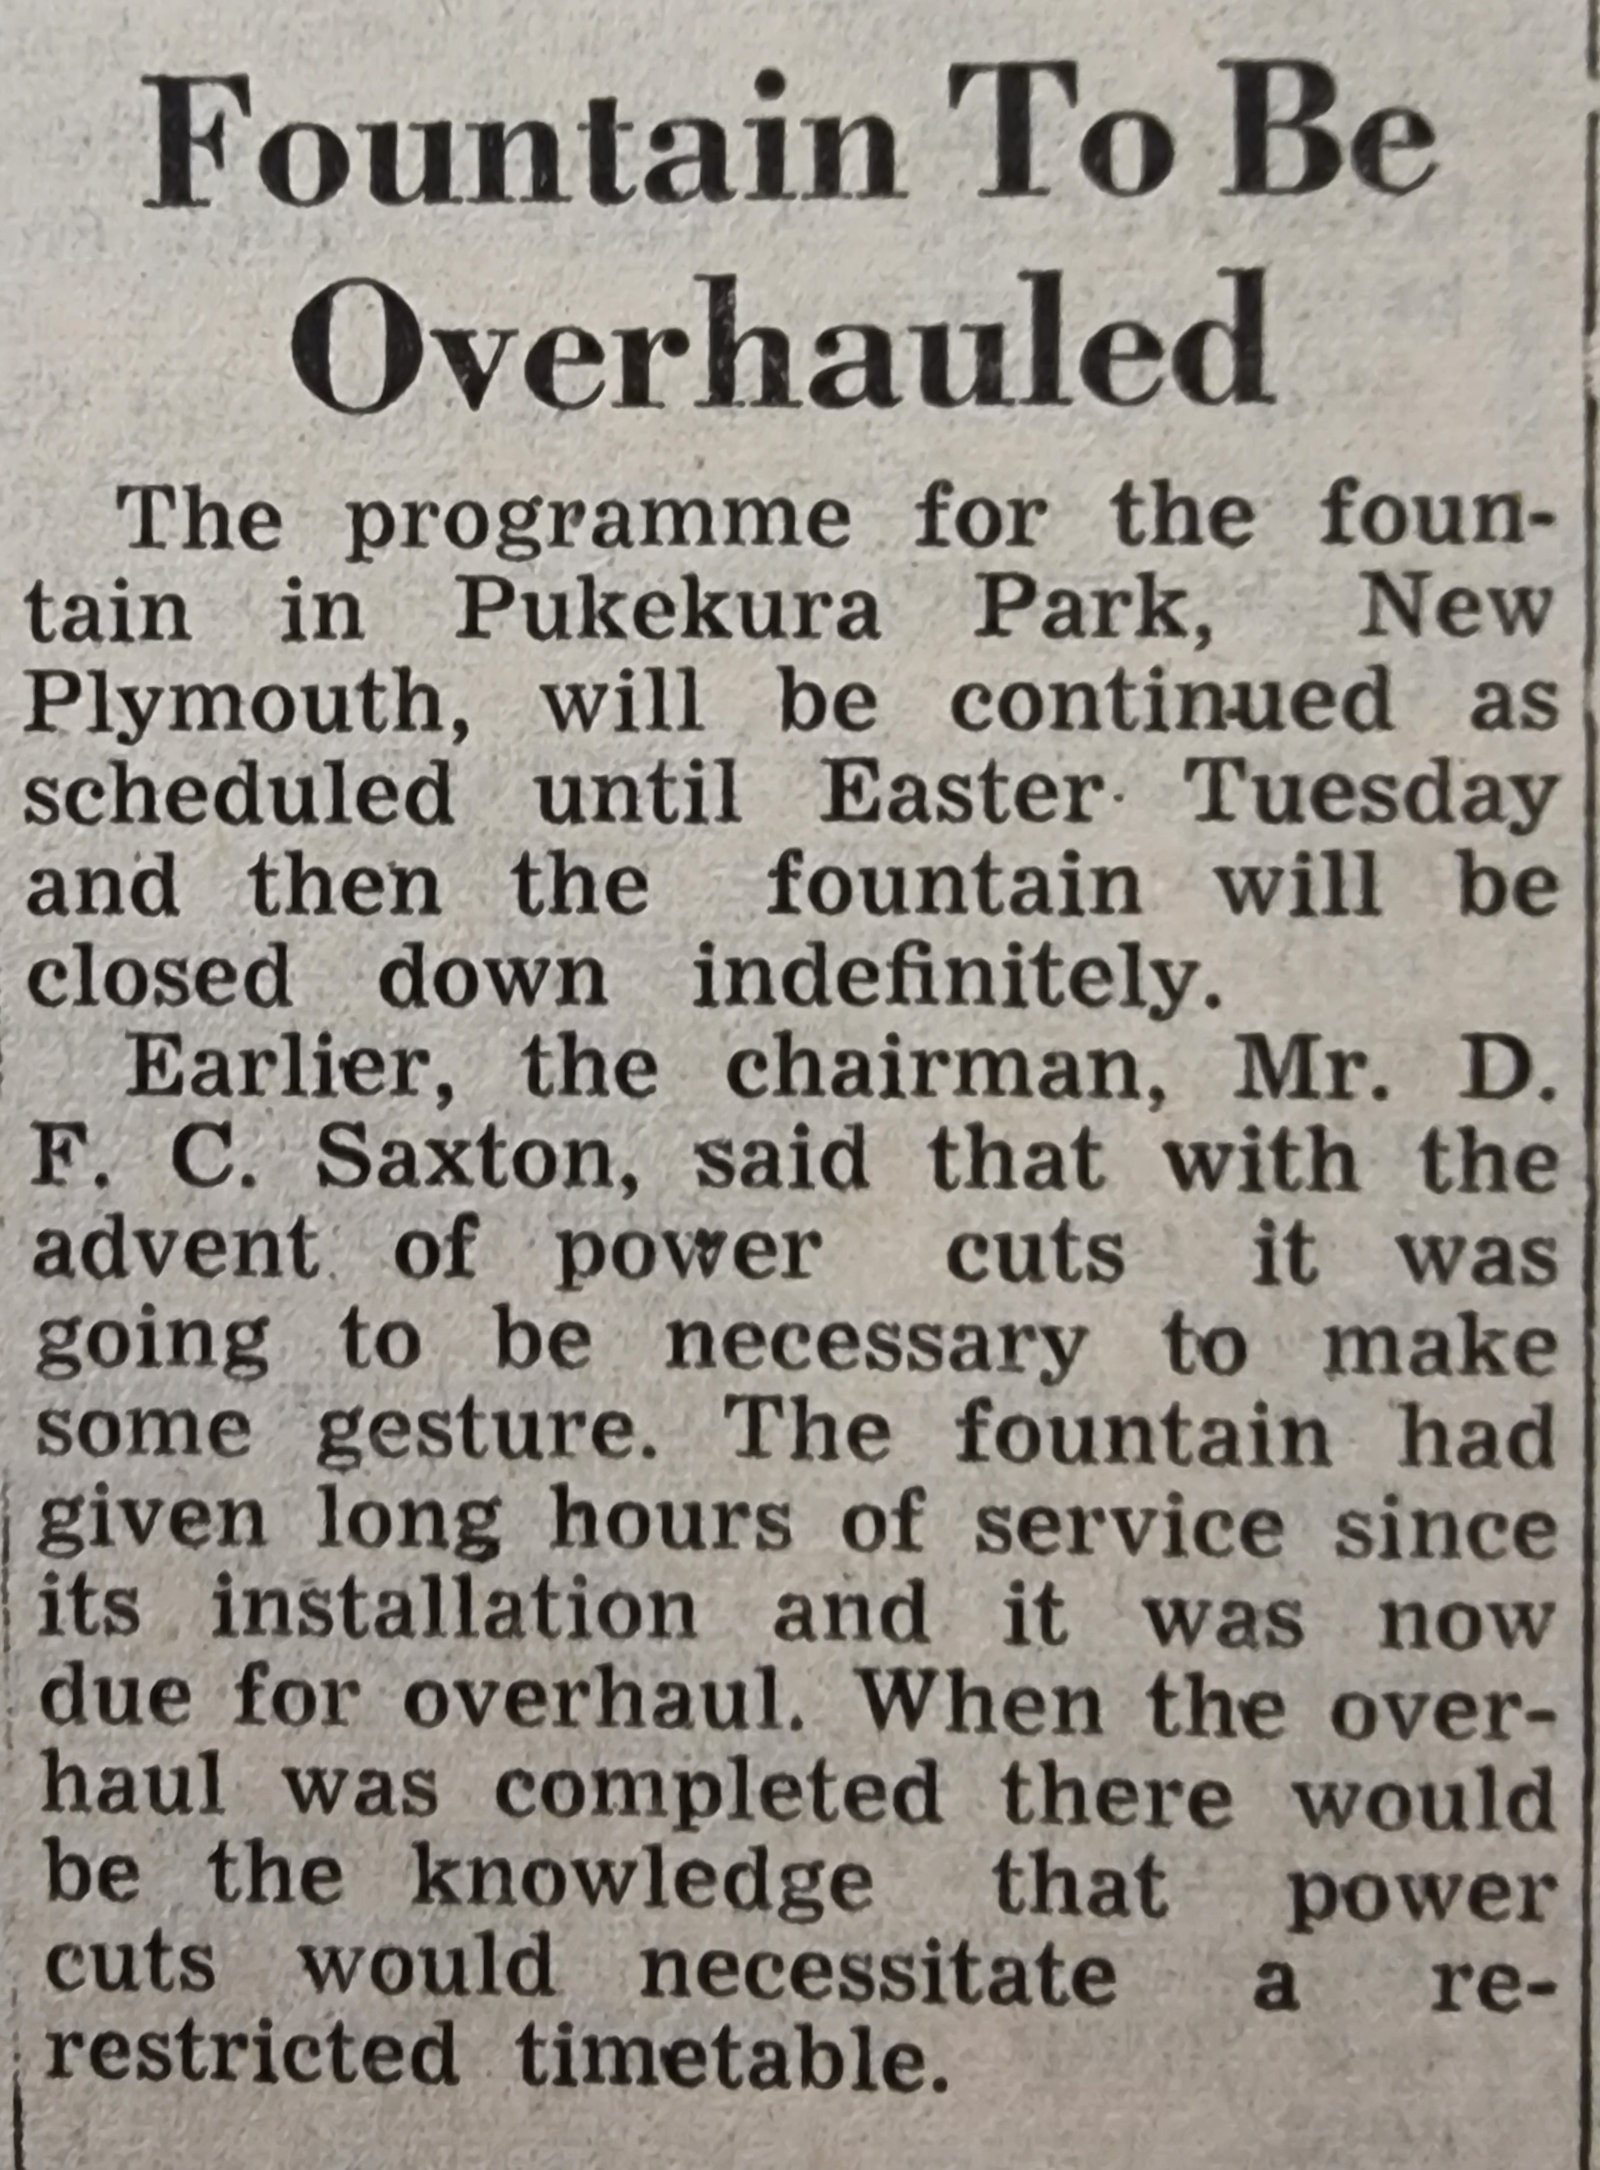 Fountain To Be
Overhauled
The programme for the foun-
tain in Pukekura Park, New
Plymouth, will be continued as
scheduled until Easter Tuesday
and then the fountain will be
closed down indefinitely.
Earlier, the chairman, Mr. D.
F. C. Saxton, said that with the
advent of power cuts it was
going to be necessary to make
some gesture. The fountain had
given long hours of service since
its installation and it was now
due for overhaul. When the over-
haul was completed there would
be the knowledge that power
cuts would necessitate a re-
restricted timetable.